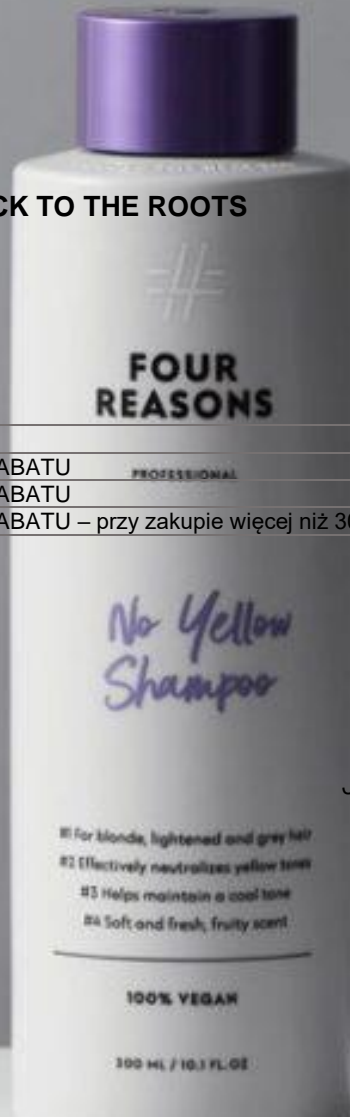 CK TO THE ROOTS
FOUR
REASONS
ABATU
PROFESSIONAL
ABATU
ABATU – przy zakupie więcej niż 30
No Yellow
Shampoo
#1 For blonde, lightened and grey hair
#2 Effectively neutralizes yellow tones
#3 Helps maintain a cool tone
#4 Soft and fresh, fruity scent
100% VEGAN
300 ML / 10.1 FL.OZ